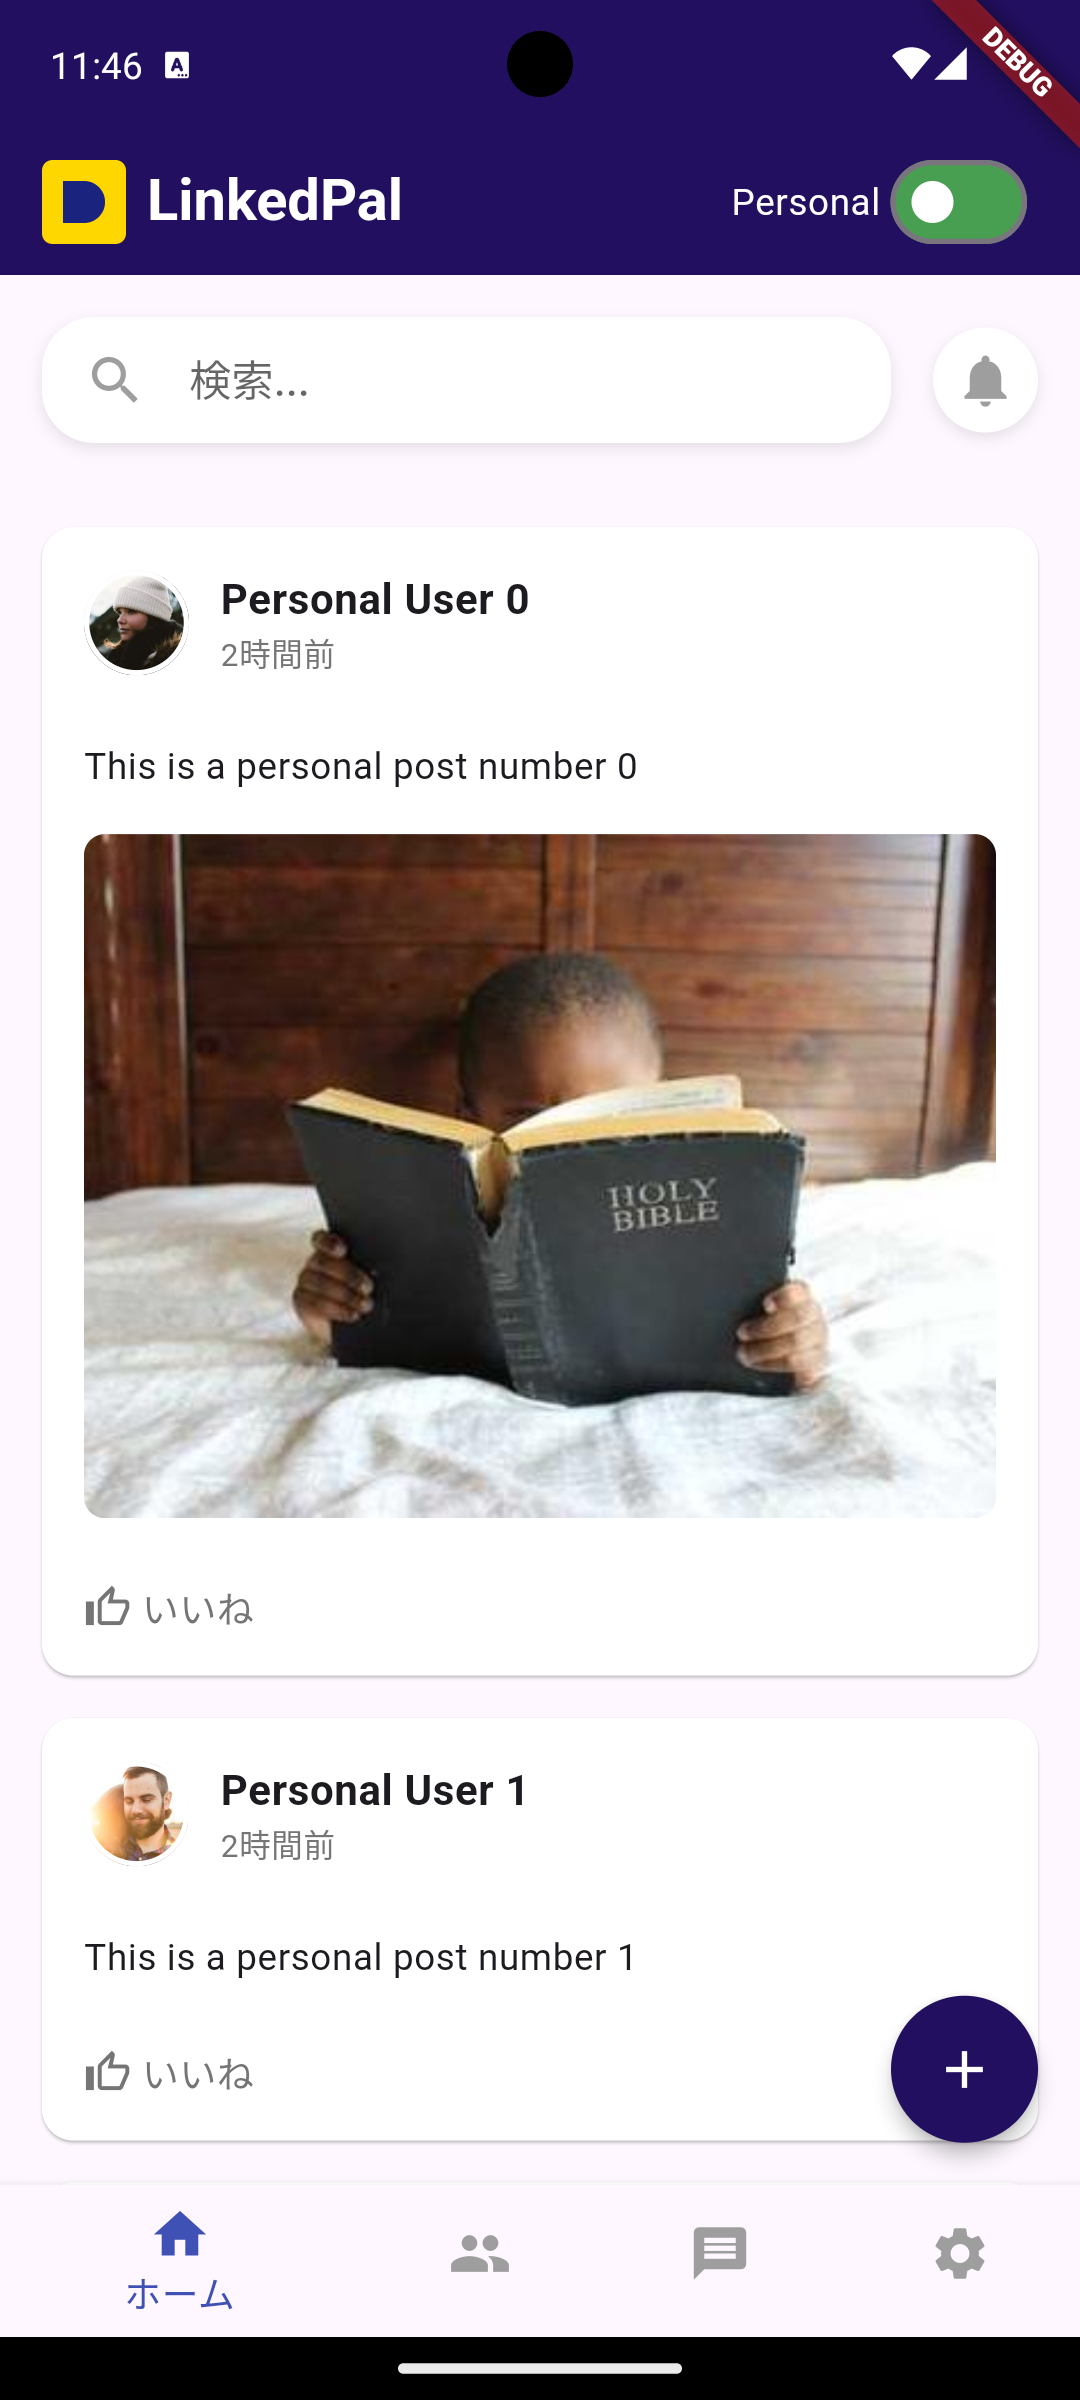 11:46
DEBUG
LinkedPal
Personal
検索...
Personal User 0
2時間前
This is a personal post number 0
HOLY
BIBLE
いいね
Personal User 1
2時間前
This is a personal post number 1
いいね
ホーム